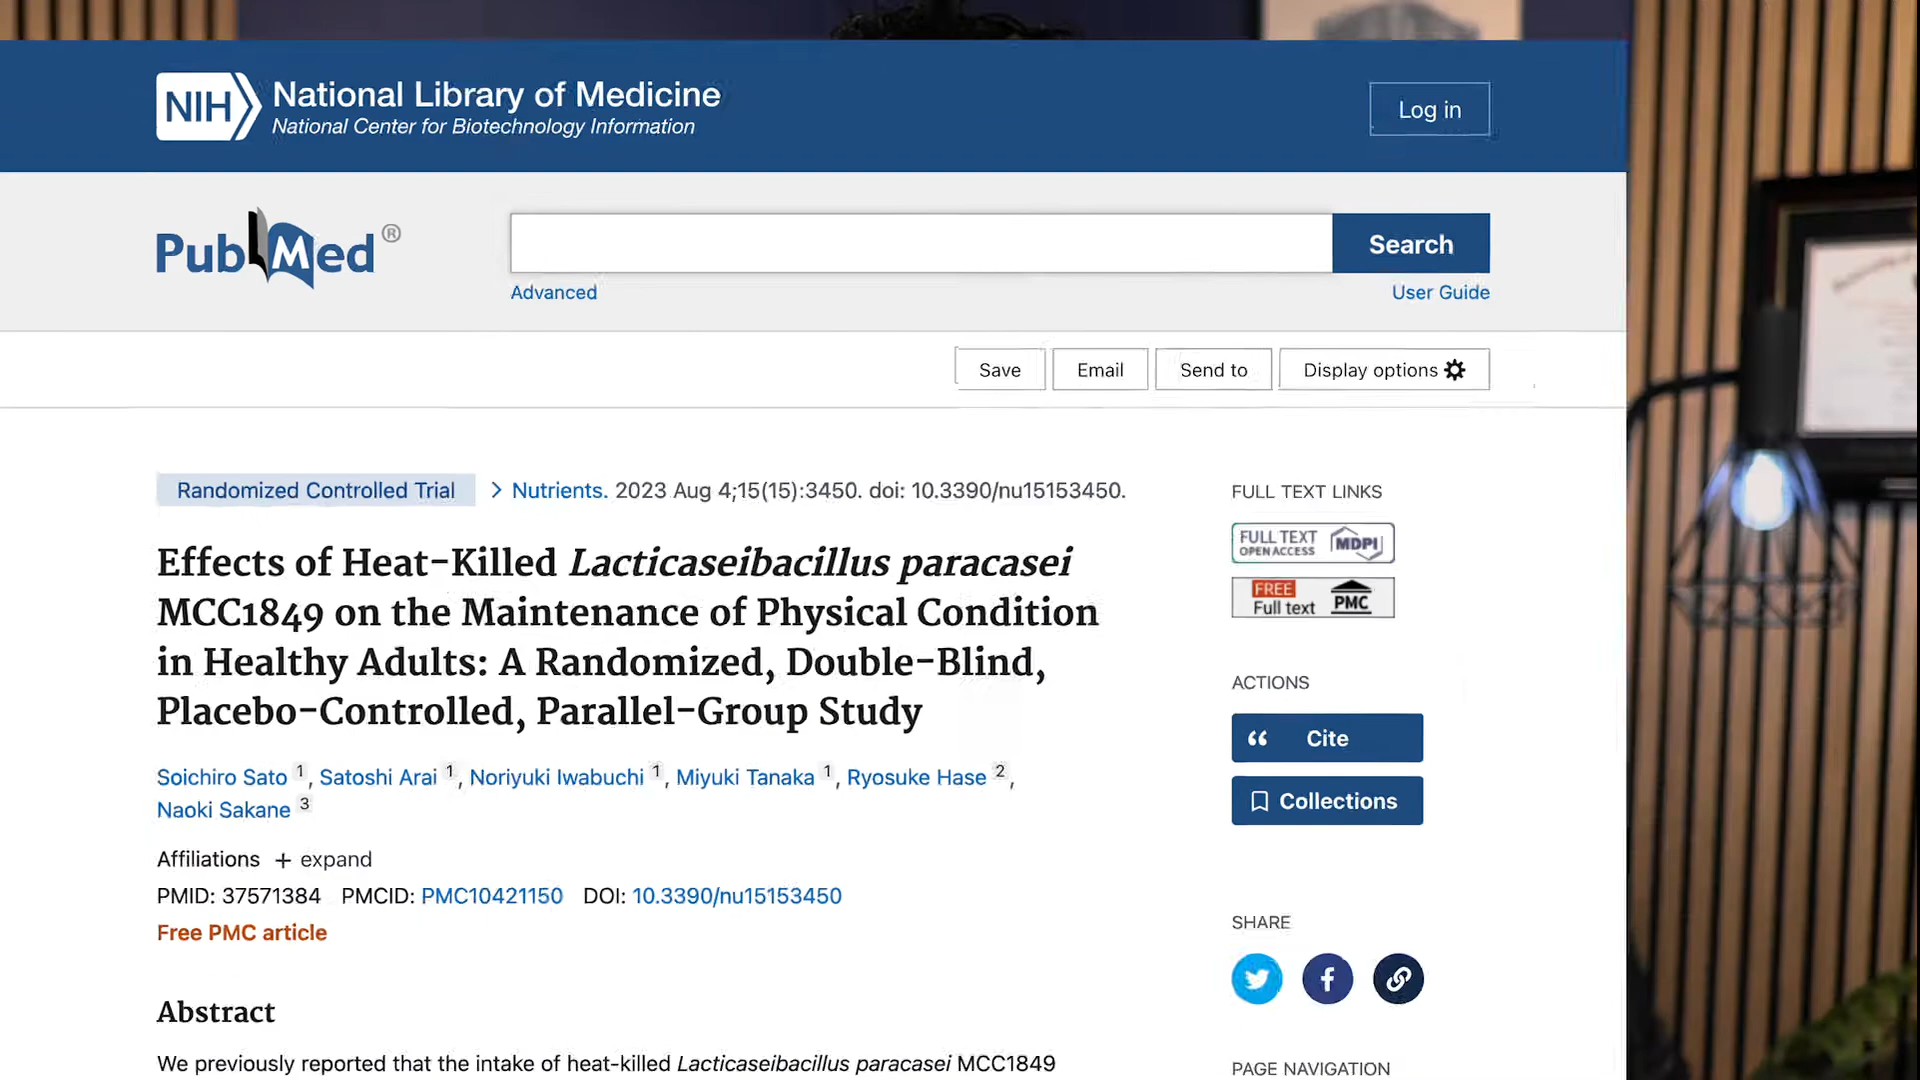 NIH National Library of Medicine
National Center for Biotechnology Information
Log in
PubMed®
Search
Advanced
User Guide
Save
Email
Send to
Display options
Randomized Controlled Trial
Nutrients. 2023 Aug 4;15(15):3450. doi: 10.3390/nu15153450.
Effects of Heat-Killed Lacticaseibacillus paracasei
MCC1849 on the Maintenance of Physical Condition
in Healthy Adults: A Randomized, Double-Blind,
Placebo-Controlled, Parallel-Group Study
Soichiro Sato 1, Satoshi Arai 1, Noriyuki Iwabuchi 1, Miyuki Tanaka 1, Ryosuke Hase 2,
Naoki Sakane 3
Affiliations + expand
PMID: 37571384 PMCID: PMC10421150 DOI: 10.3390/nu15153450
Free PMC article
Abstract
We previously reported that the intake of heat-killed Lacticaseibacillus paracasei MCC1849
FULL TEXT LINKS
FULL TEXT
OPEN ACCESS
MDPI
FREE
Full text
PMC
ACTIONS
Cite
Collections
SHARE
PAGE NAVIGATION